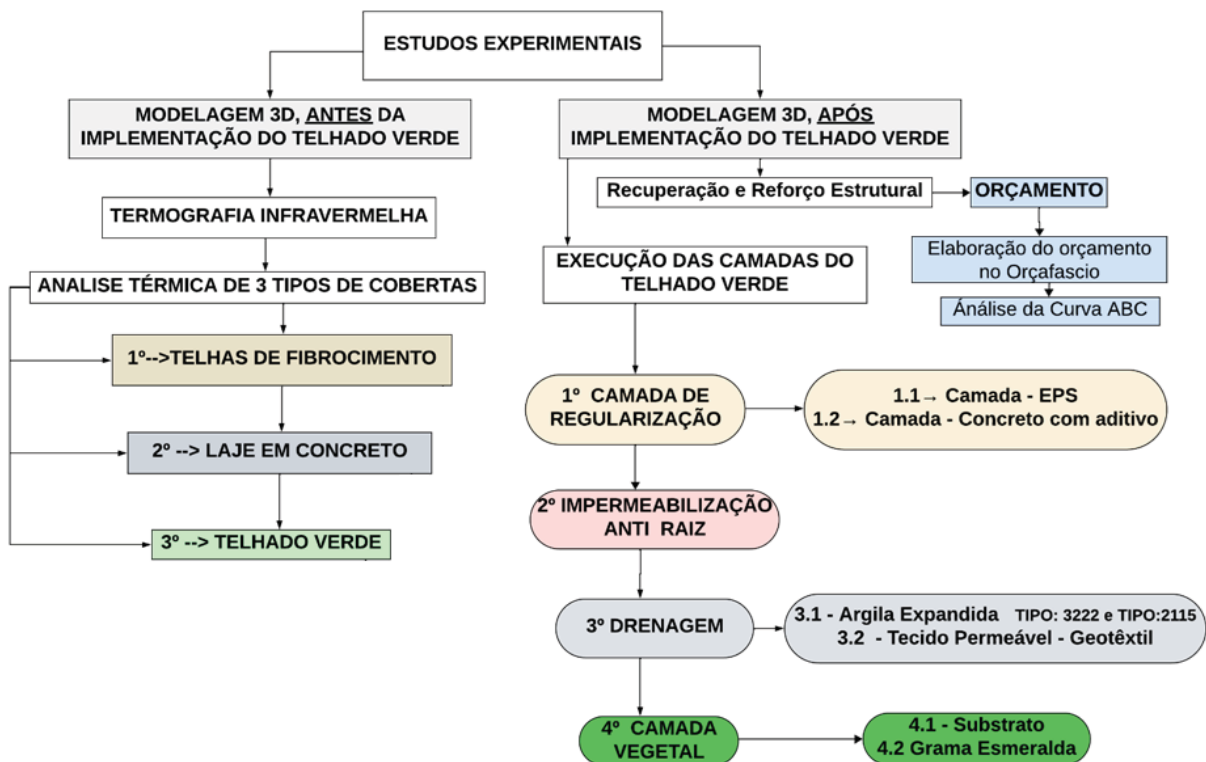 ESTUDOS EXPERIMENTAIS
MODELAGEM 3D, ANTES DA
IMPLEMENTAÇÃO DO TELHADO VERDE
TERMOGRAFIA INFRAVERMELHA
ANALISE TÉRMICA DE 3 TIPOS DE COBERTAS
1º-->TELHAS DE FIBROCIMENTO
2º --> LAJE EM CONCRETO
3º --> TELHADO VERDE
MODELAGEM 3D, APÓS
IMPLEMENTAÇÃO DO TELHADO VERDE
Recuperação e Reforço Estrutural
ORÇAMENTO
Elaboração do orçamento
no Orçafascio
Ánálise da Curva ABC
EXECUÇÃO DAS CAMADAS DO
TELHADO VERDE
1º CAMADA DE
REGULARIZAÇÃO
1.1→ Camada - EPS
1.2→ Camada - Concreto com aditivo
2º IMPERMEABILIZAÇÃO
ANTI RAIZ
3º DRENAGEM
3.1 - Argila Expandida TIPO: 3222 e TIPO:2115
3.2 - Tecido Permeável - Geotêxtil
4º CAMADA
VEGETAL
4.1 - Substrato
4.2 Grama Esmeralda